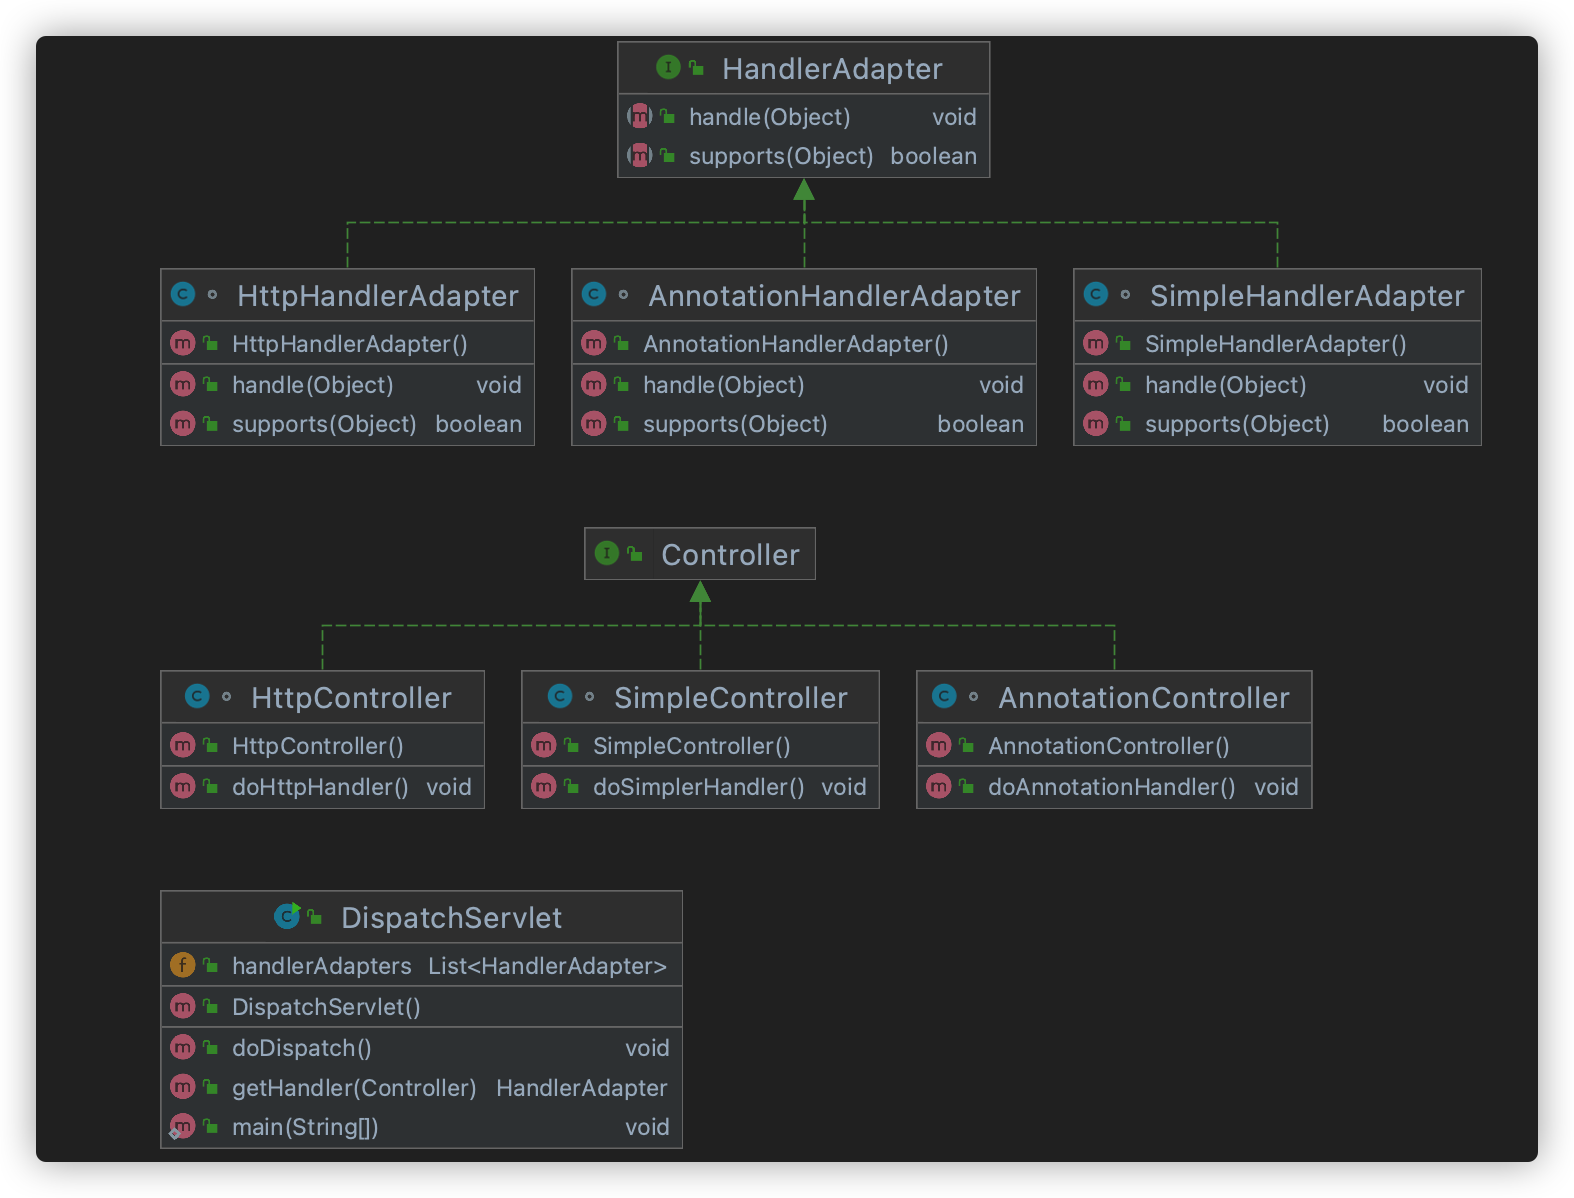 HandlerAdapter
handle(Object) void
supports(Object) boolean
HttpHandlerAdapter
HttpHandlerAdapter()
handle(Object) void
supports(Object) boolean
AnnotationHandlerAdapter
AnnotationHandlerAdapter()
handle(Object) void
supports(Object) boolean
SimpleHandlerAdapter
SimpleHandlerAdapter()
handle(Object) void
supports(Object) boolean
Controller
HttpController
HttpController()
doHttpHandler() void
SimpleController
SimpleController()
doSimplerHandler() void
AnnotationController
AnnotationController()
doAnnotationHandler() void
DispatchServlet
handlerAdapters List<HandlerAdapter>
DispatchServlet()
doDispatch() void
getHandler(Controller) HandlerAdapter
main(String[]) void